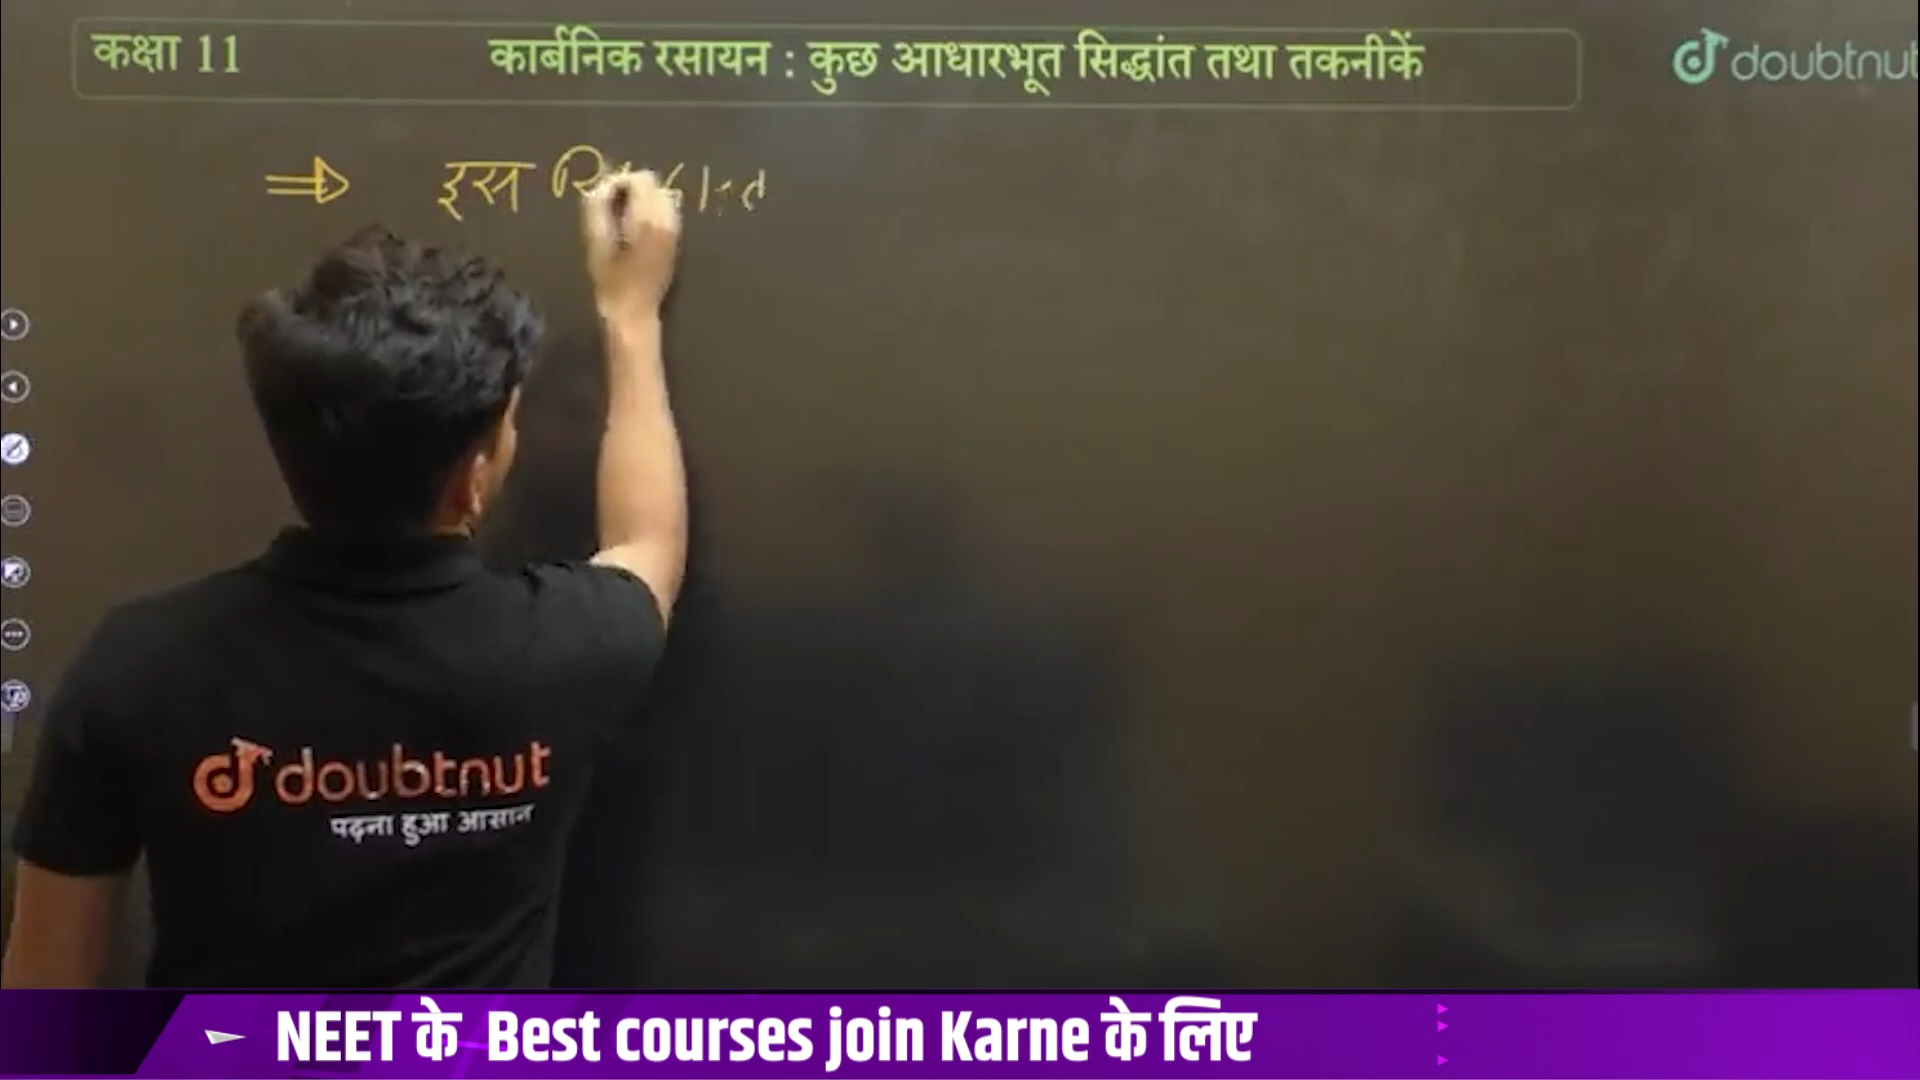 कक्षा 11 कार्बनिक रसायन : कुछ आधारभूत सिद्धांत तथा तकनीकें
doubtnut
⇒ इस
doubtnut
पढ़ना हुआ आसान
NEET के Best courses join Karne के लिए